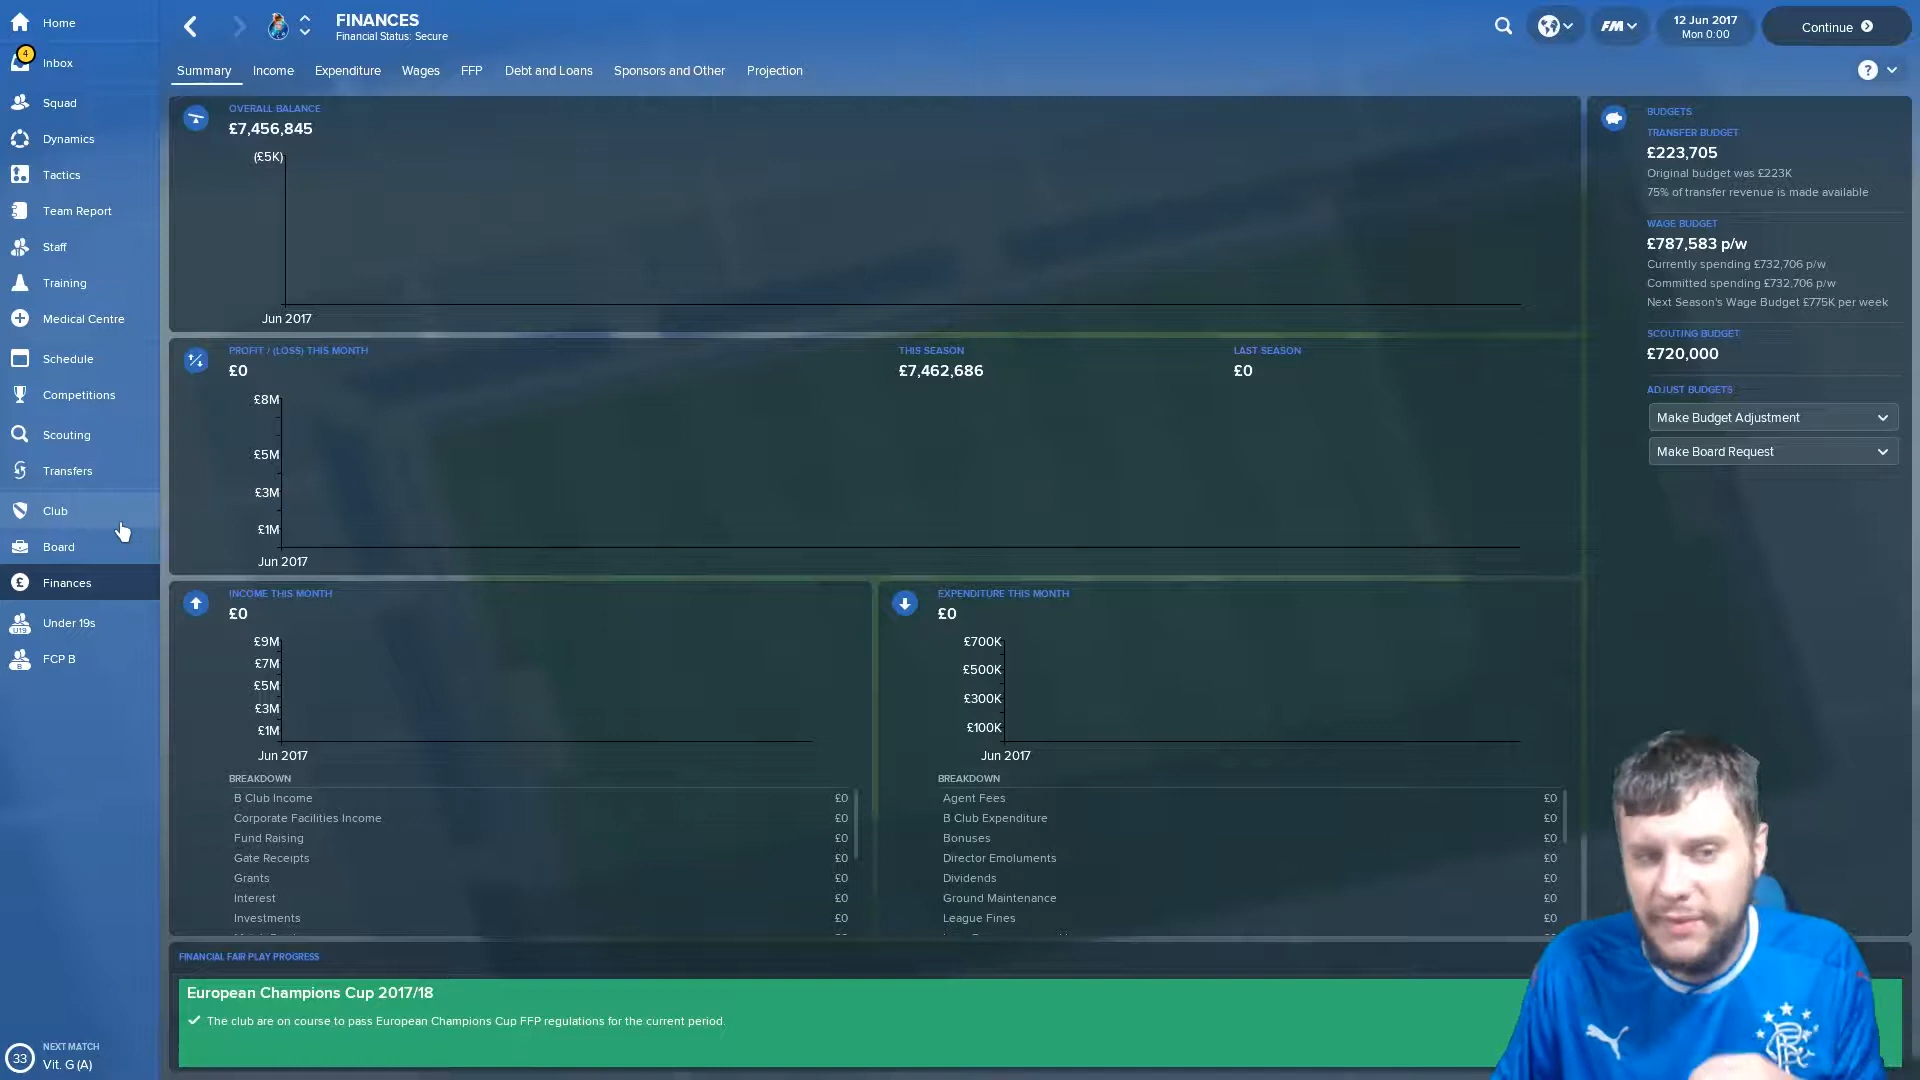 Home
4
Inbox
Squad
Dynamics
Tactics
Team Report
Staff
Training
Medical Centre
Schedule
Competitions
Scouting
Transfers
Club
Board
Finances
U19
Under 19s
B
FCP B
33
NEXT MATCH
Vit. G (A)
FINANCES
Financial Status: Secure
FM
12 Jun 2017
Mon 0:00
Continue
Summary
Income
Expenditure
Wages
FFP
Debt and Loans
Sponsors and Other
Projection
?
OVERALL BALANCE
£7,456,845
(£5K)
Jun 2017
PROFIT / (LOSS) THIS MONTH
£0
THIS SEASON
£7,462,686
LAST SEASON
£0
£8M
£5M
£3M
£1M
Jun 2017
INCOME THIS MONTH
£0
£9M
£7M
£5M
£3M
£1M
Jun 2017
BREAKDOWN
B Club Income £0
Corporate Facilities Income £0
Fund Raising £0
Gate Receipts £0
Grants £0
Interest £0
Investments £0
EXPENDITURE THIS MONTH
£0
£700K
£500K
£300K
£100K
Jun 2017
BREAKDOWN
Agent Fees £0
B Club Expenditure £0
Bonuses £0
Director Emoluments £0
Dividends £0
Ground Maintenance £0
League Fines £0
BUDGETS
TRANSFER BUDGET
£223,705
Original budget was £223K
75% of transfer revenue is made available
WAGE BUDGET
£787,583 p/w
Currently spending £732,706 p/w
Committed spending £732,706 p/w
Next Season's Wage Budget £775K per week
SCOUTING BUDGET
£720,000
ADJUST BUDGETS
Make Budget Adjustment
Make Board Request
FINANCIAL FAIR PLAY PROGRESS
European Champions Cup 2017/18
The club are on course to pass European Champions Cup FFP regulations for the current period.